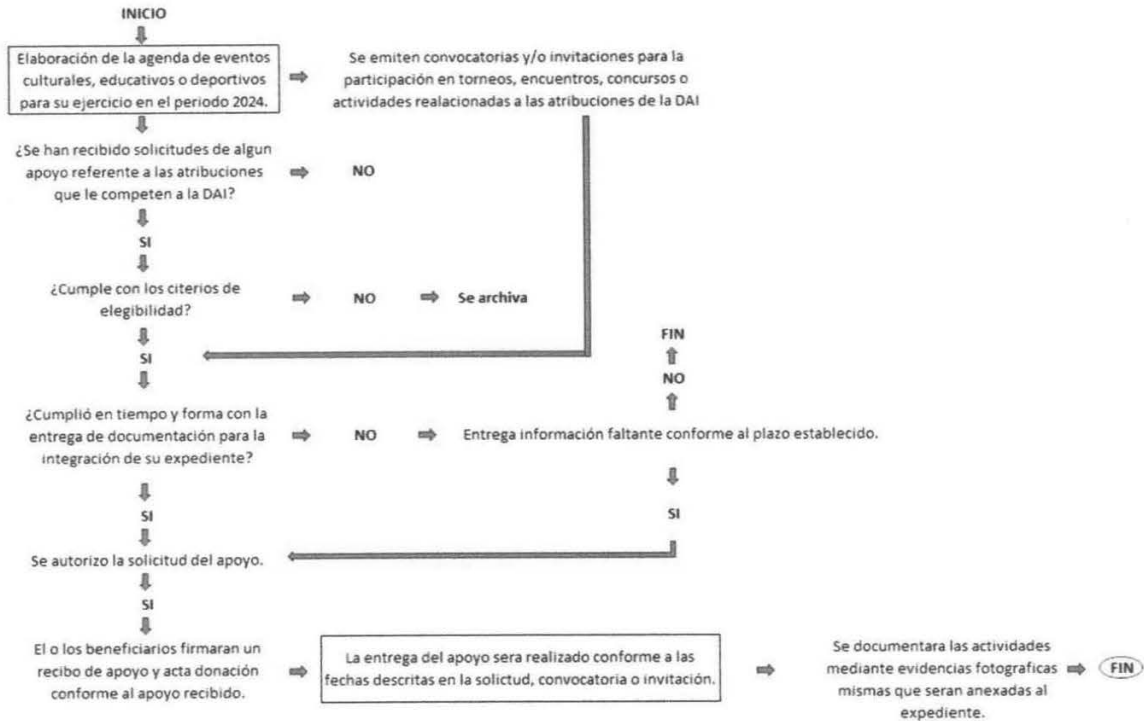 INICIO
Elaboración de la agenda de eventos
culturales, educativos o deportivos
para su ejercicio en el periodo 2024.
Se emiten convocatorias y/o invitaciones para la
participación en torneos, encuentros, concursos o
actividades realacionadas a las atribuciones de la DAI
¿Se han recibido solicitudes de algun
apoyo referente a las atribuciones
que le competen a la DAI?
NO
SI
¿Cumple con los citerios de
elegibilidad?
NO
Se archiva
SI
FIN
NO
¿Cumplió en tiempo y forma con la
entrega de documentación para la
integración de su expediente?
NO
Entrega información faltante conforme al plazo establecido.
SI
SI
Se autorizo la solicitud del apoyo.
SI
El o los beneficiarios firmaran un
recibo de apoyo y acta donación
conforme al apoyo recibido.
La entrega del apoyo sera realizado conforme a las
fechas descritas en la solictud, convocatoria o invitación.
Se documentara las actividades
mediante evidencias fotograficas
mismas que seran anexadas al
expediente.
FIN